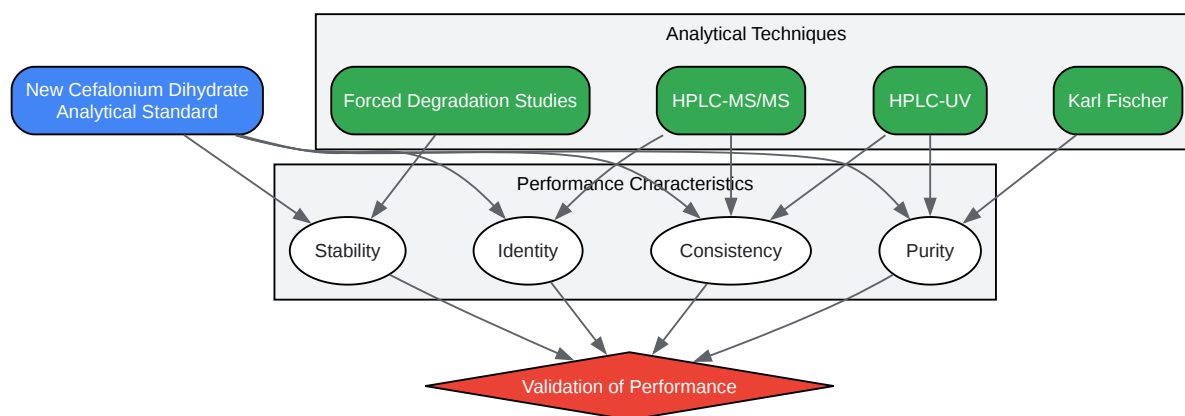 Analytical Techniques
New Cefalonium Dihydrate
Analytical Standard
Forced Degradation Studies
HPLC-MS/MS
HPLC-UV
Karl Fischer
Performance Characteristics
Stability
Identity
Consistency
Purity
Validation of Performance